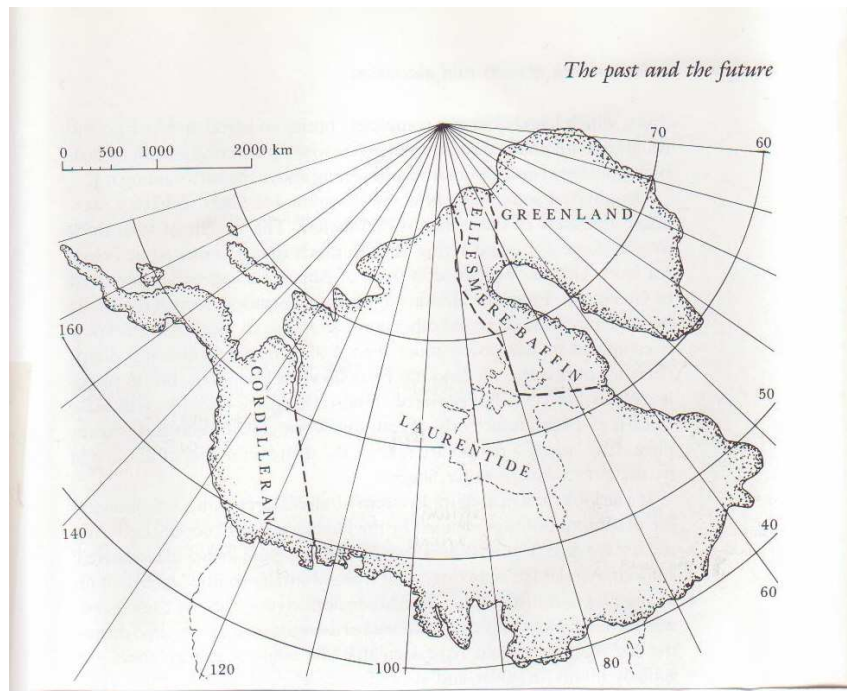 The past and the future
0 500 1000 2000 km
70
60
GREENLAND
ELLESMERE-BAFFIN
160
CORDILLERAN
LAURENTIDE
50
140
40
60
120
100
80